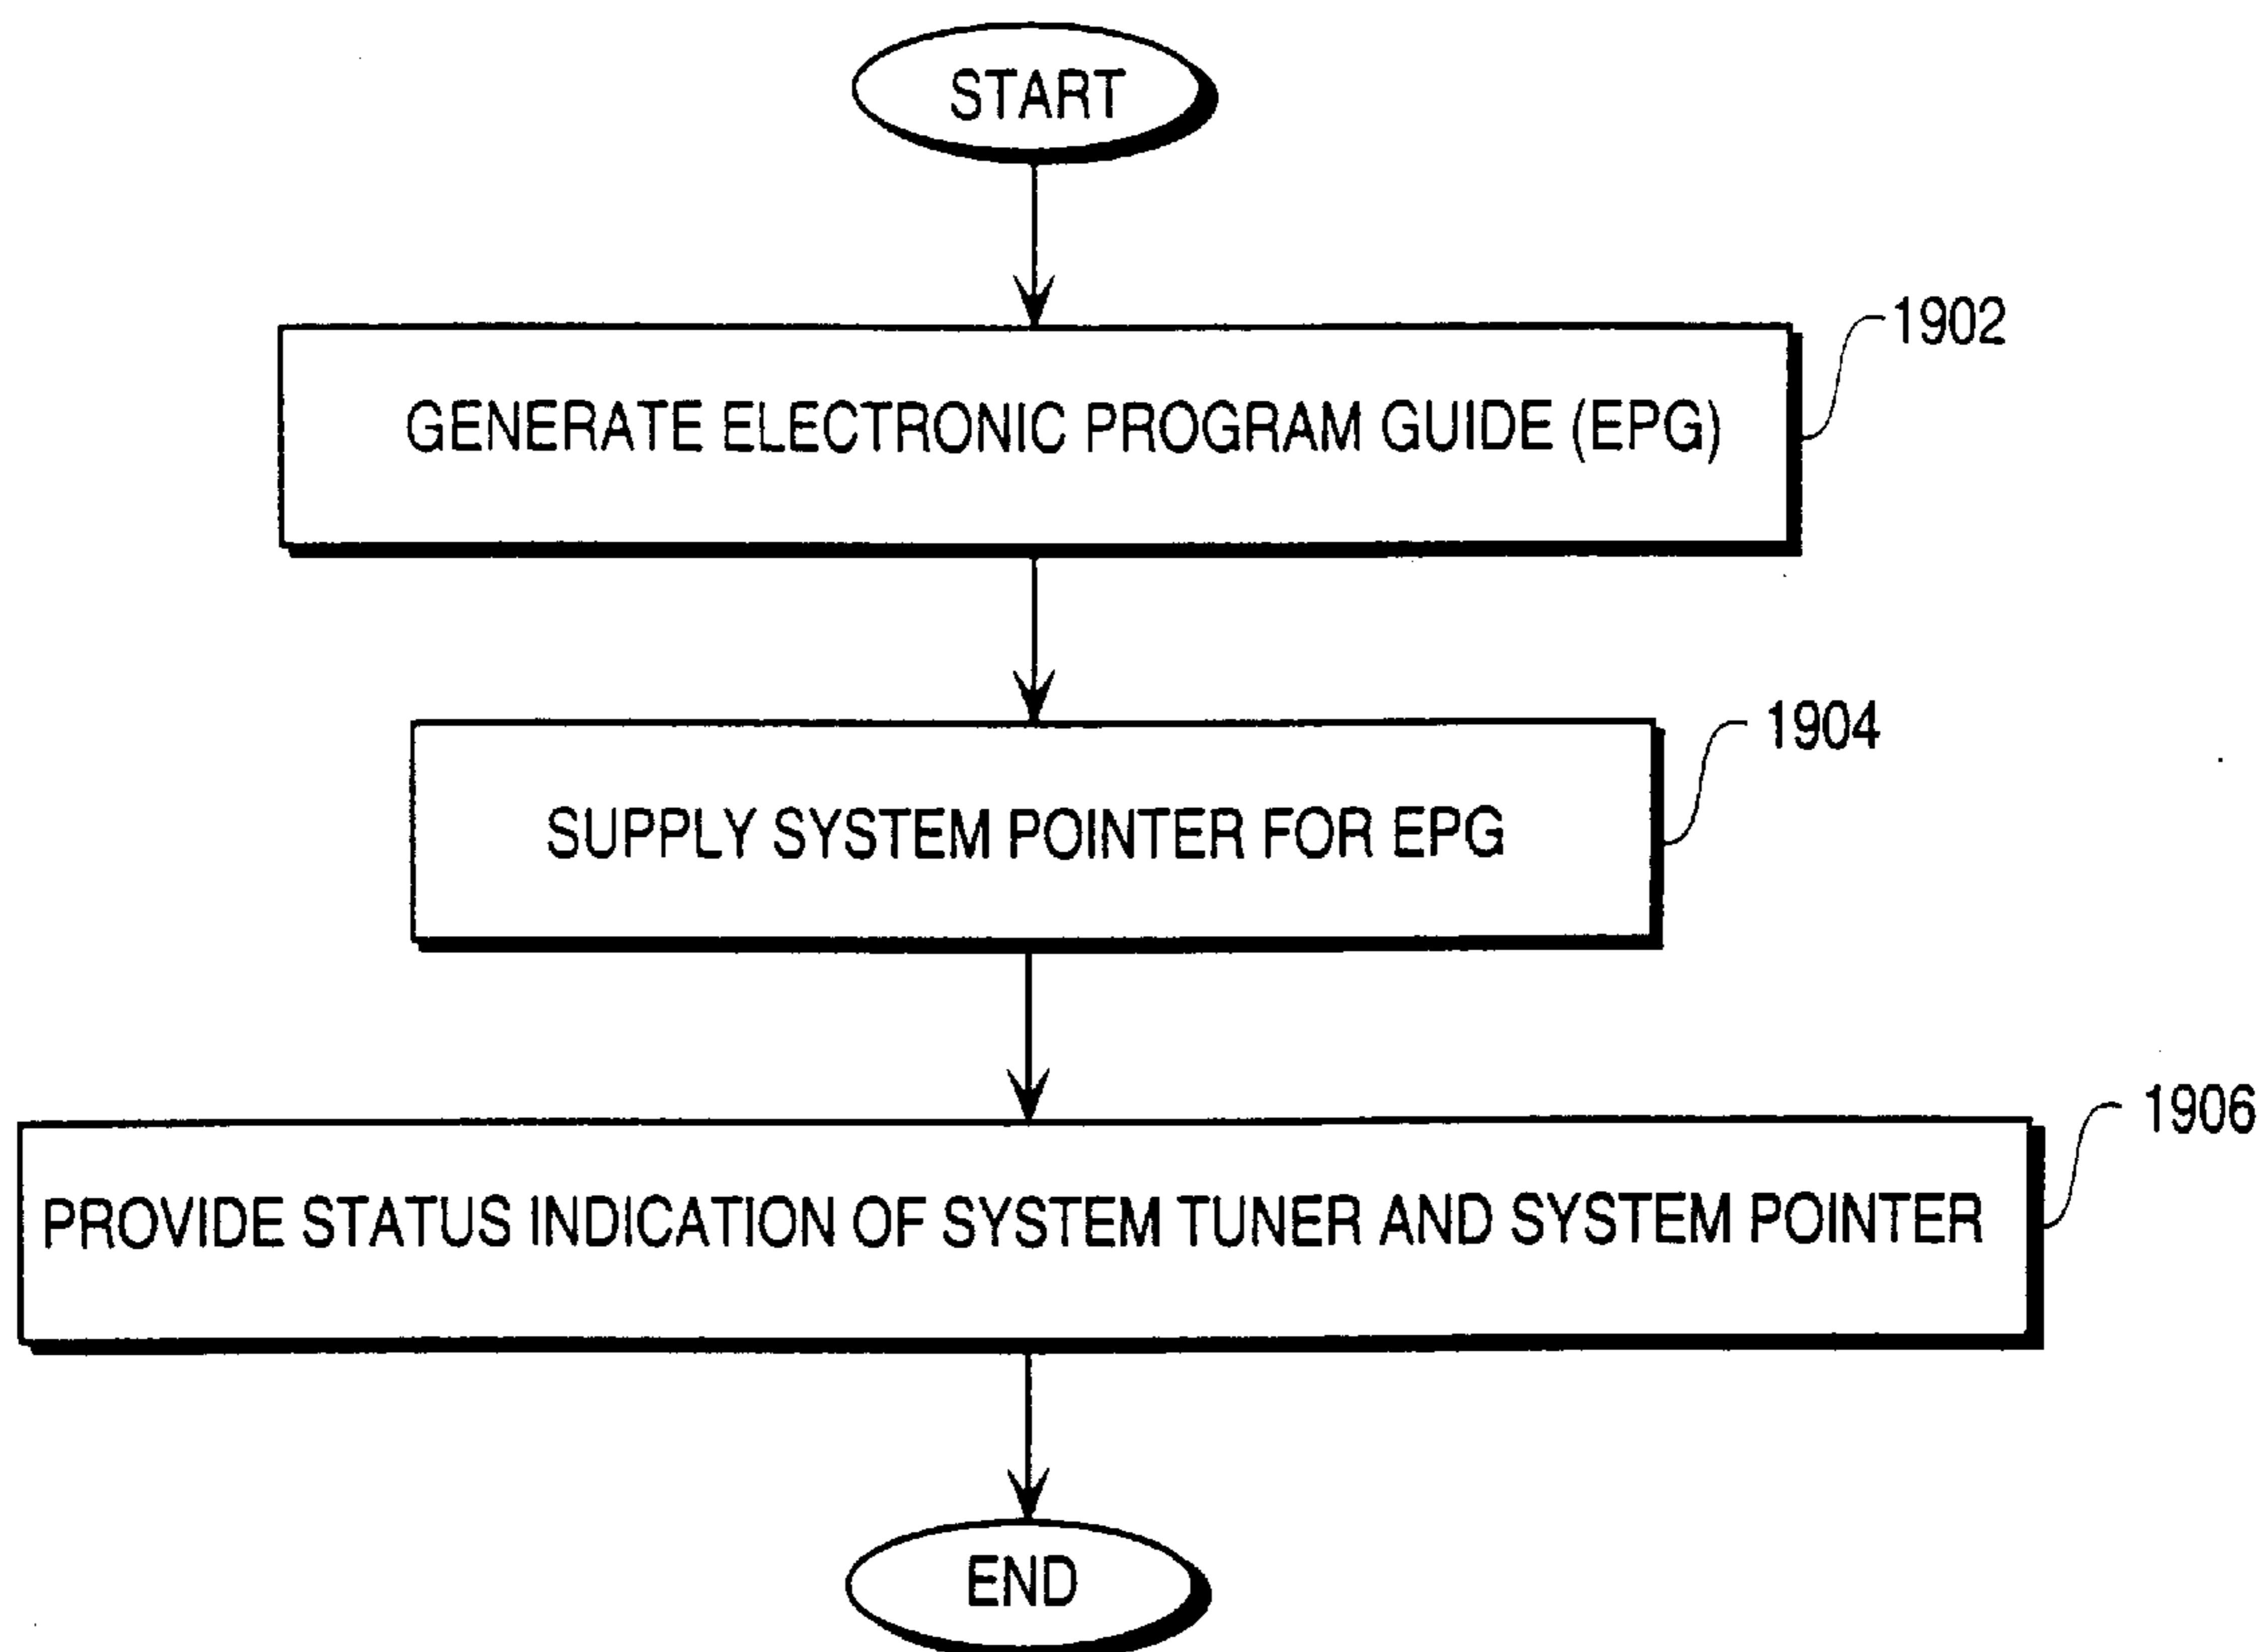 START
1902
GENERATE ELECTRONIC PROGRAM GUIDE (EPG)
1904
SUPPLY SYSTEM POINTER FOR EPG
1906
PROVIDE STATUS INDICATION OF SYSTEM TUNER AND SYSTEM POINTER
END